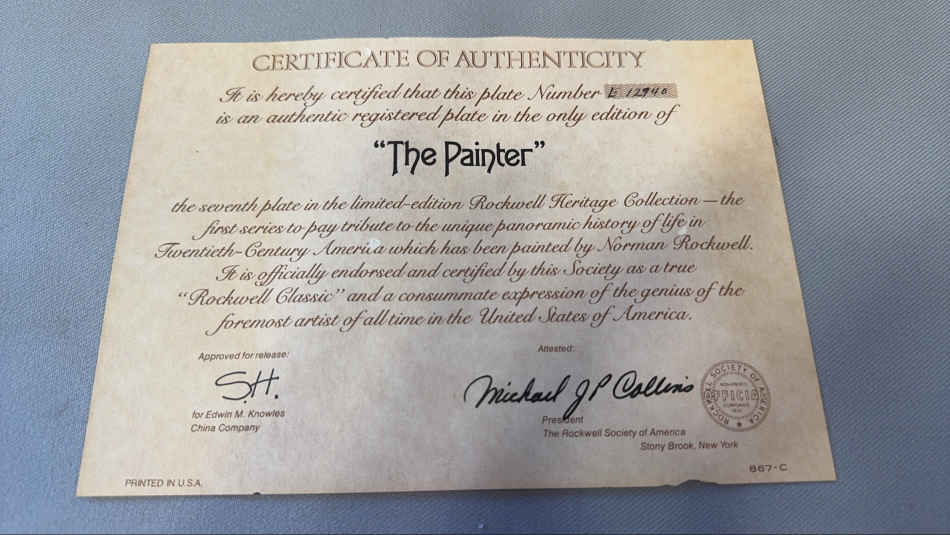 CERTIFICATE OF AUTHENTICITY
It is hereby certified that this plate Number E 12940
is an authentic registered plate in the only edition of
“The Painter”
the seventh plate in the limited-edition Rockwell Heritage Collection — the
first series to pay tribute to the unique panoramic history of life in
Twentieth-Century America which has been painted by Norman Rockwell.
It is officially endorsed and certified by this Society as a true
“Rockwell Classic” and a consummate expression of the genius of the
foremost artist of all time in the United States of America.
Approved for release:
S.H.
for Edwin M. Knowles
China Company
Attested:
Michael J P Collins
President
The Rockwell Society of America
Stony Brook, New York
ROCKWELL SOCIETY OF AMERICA
867-C
PRINTED IN U.S.A.